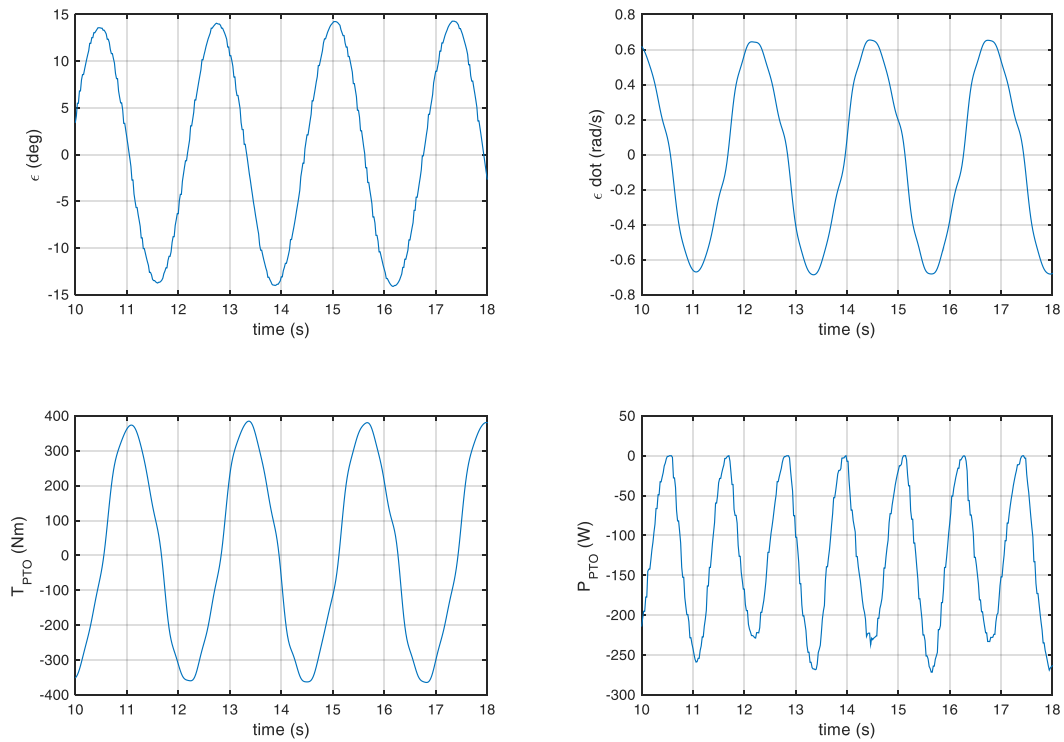 15
10
5
0
-5
-10
-15
ϵ (deg)
10 11 12 13 14 15 16 17 18
time (s)
0.8
0.6
0.4
0.2
0
-0.2
-0.4
-0.6
-0.8
ϵ dot (rad/s)
10 11 12 13 14 15 16 17 18
time (s)
400
300
200
100
0
-100
-200
-300
-400
T_PTO (Nm)
10 11 12 13 14 15 16 17 18
time (s)
50
0
-50
-100
-150
-200
-250
-300
P_PTO (W)
10 11 12 13 14 15 16 17 18
time (s)